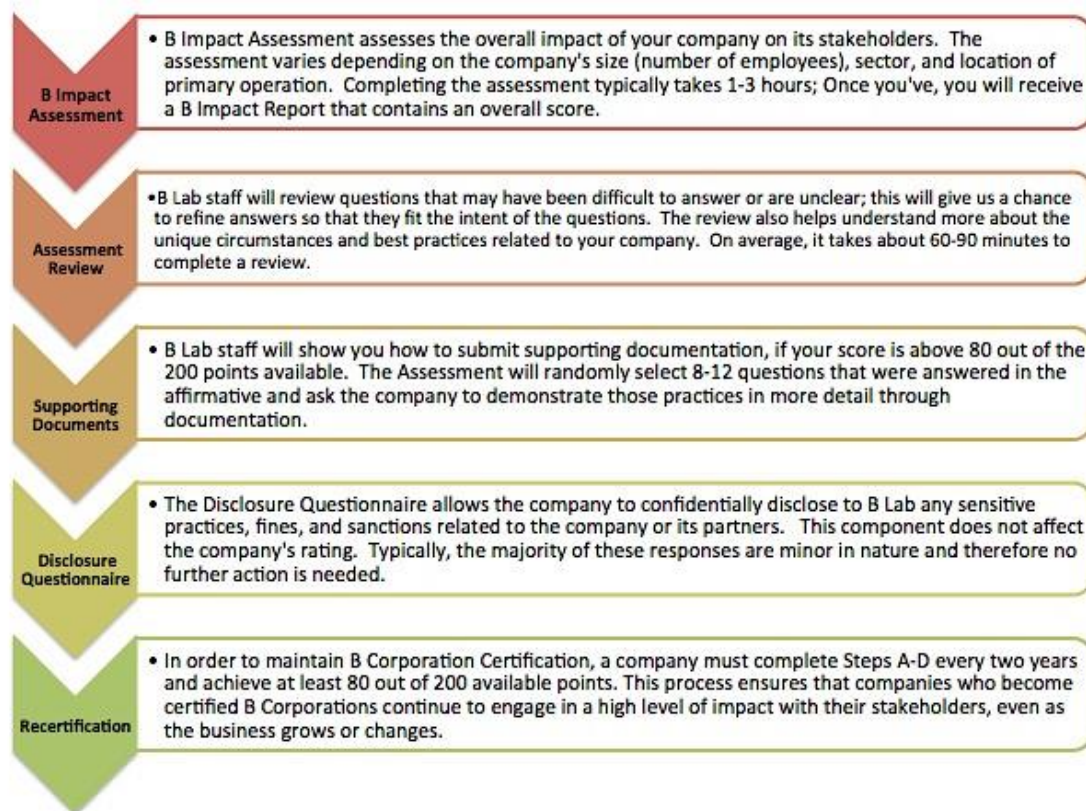 B Impact
Assessment
• B Impact Assessment assesses the overall impact of your company on its stakeholders. The
assessment varies depending on the company's size (number of employees), sector, and location of
primary operation. Completing the assessment typically takes 1-3 hours; Once you've, you will receive
a B Impact Report that contains an overall score.
Assessment
Review
•B Lab staff will review questions that may have been difficult to answer or are unclear; this will give us a chance
to refine answers so that they fit the intent of the questions. The review also helps understand more about the
unique circumstances and best practices related to your company. On average, it takes about 60-90 minutes to
complete a review.
Supporting
Documents
• B Lab staff will show you how to submit supporting documentation, if your score is above 80 out of the
200 points available. The Assessment will randomly select 8-12 questions that were answered in the
affirmative and ask the company to demonstrate those practices in more detail through
documentation.
Disclosure
Questionnaire
• The Disclosure Questionnaire allows the company to confidentially disclose to B Lab any sensitive
practices, fines, and sanctions related to the company or its partners. This component does not affect
the company's rating. Typically, the majority of these responses are minor in nature and therefore no
further action is needed.
Recertification
• In order to maintain B Corporation Certification, a company must complete Steps A-D every two years
and achieve at least 80 out of 200 available points. This process ensures that companies who become
certified B Corporations continue to engage in a high level of impact with their stakeholders, even as
the business grows or changes.